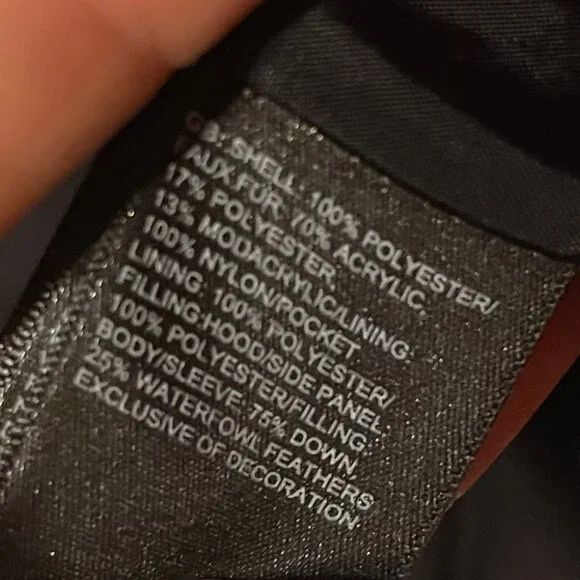 GB: SHELL: 100% POLYESTER/
FAUX FUR: 70% ACRYLIC,
17% POLYESTER,
13% MODACRYLIC/LINING:
100% NYLON/POCKET
LINING: 100% POLYESTER/
FILLING:HOOD/SIDE PANEL
100% POLYESTER/FILLING:
BODY/SLEEVE 75% DOWN
25% WATERFOWL FEATHERS
EXCLUSIVE OF DECORATION